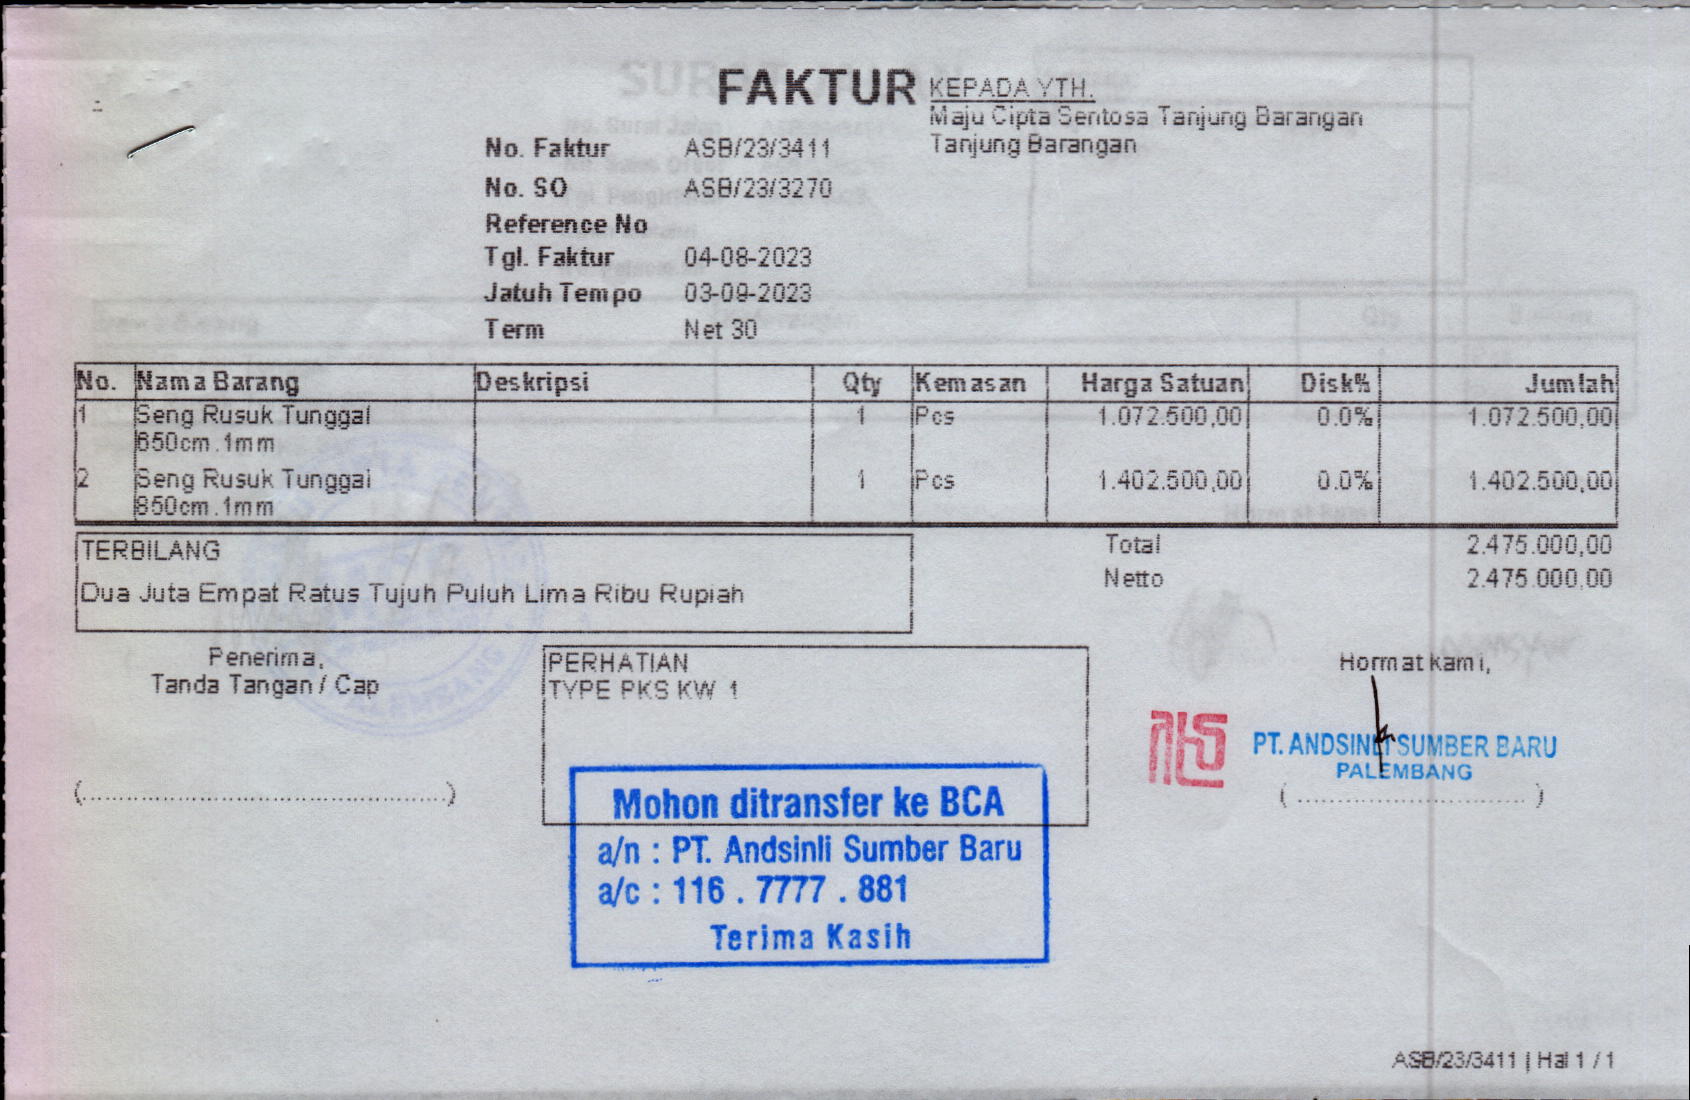 FAKTUR
KEPADA YTH.
Maju Cipta Sentosa Tanjung Barangan
Tanjung Barangan
No. Faktur ASB/23/3411
No. SO ASB/23/3270
Reference No
Tgl. Faktur 04-08-2023
Jatuh Tempo 03-09-2023
Term Net 30
No. Nama Barang Deskripsi Qty Kemasan Harga Satuan Disk% Jumlah
1 Seng Rusuk Tunggal 1 Pcs 1.072.500,00 0.0% 1.072.500,00
650cm .1mm
2 Seng Rusuk Tunggal 1 Pcs 1.402.500,00 0.0% 1.402.500,00
850cm .1mm
TERBILANG
Dua Juta Empat Ratus Tujuh Puluh Lima Ribu Rupiah
Total 2.475.000,00
Netto 2.475.000,00
Penerima,
Tanda Tangan / Cap
(................................................)
PERHATIAN
TYPE PKS KW 1
Mohon ditransfer ke BCA
a/n : PT. Andsinli Sumber Baru
a/c : 116 . 7777 . 881
Terima Kasih
Hormat kami,
PT. ANDSINLI SUMBER BARU
PALEMBANG
( ............................... )
ASB/23/3411 | Hal 1 / 1